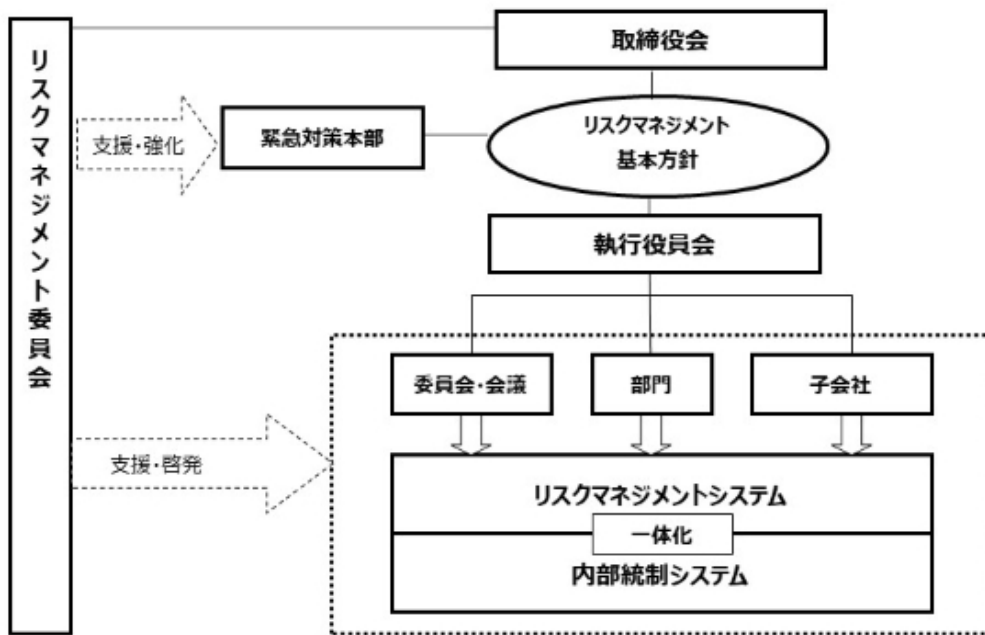 リスクマネジメント委員会
取締役会
支援・強化
緊急対策本部
リスクマネジメント
基本方針
執行役員会
委員会・会議
部門
子会社
支援・啓発
リスクマネジメントシステム
一体化
内部統制システム